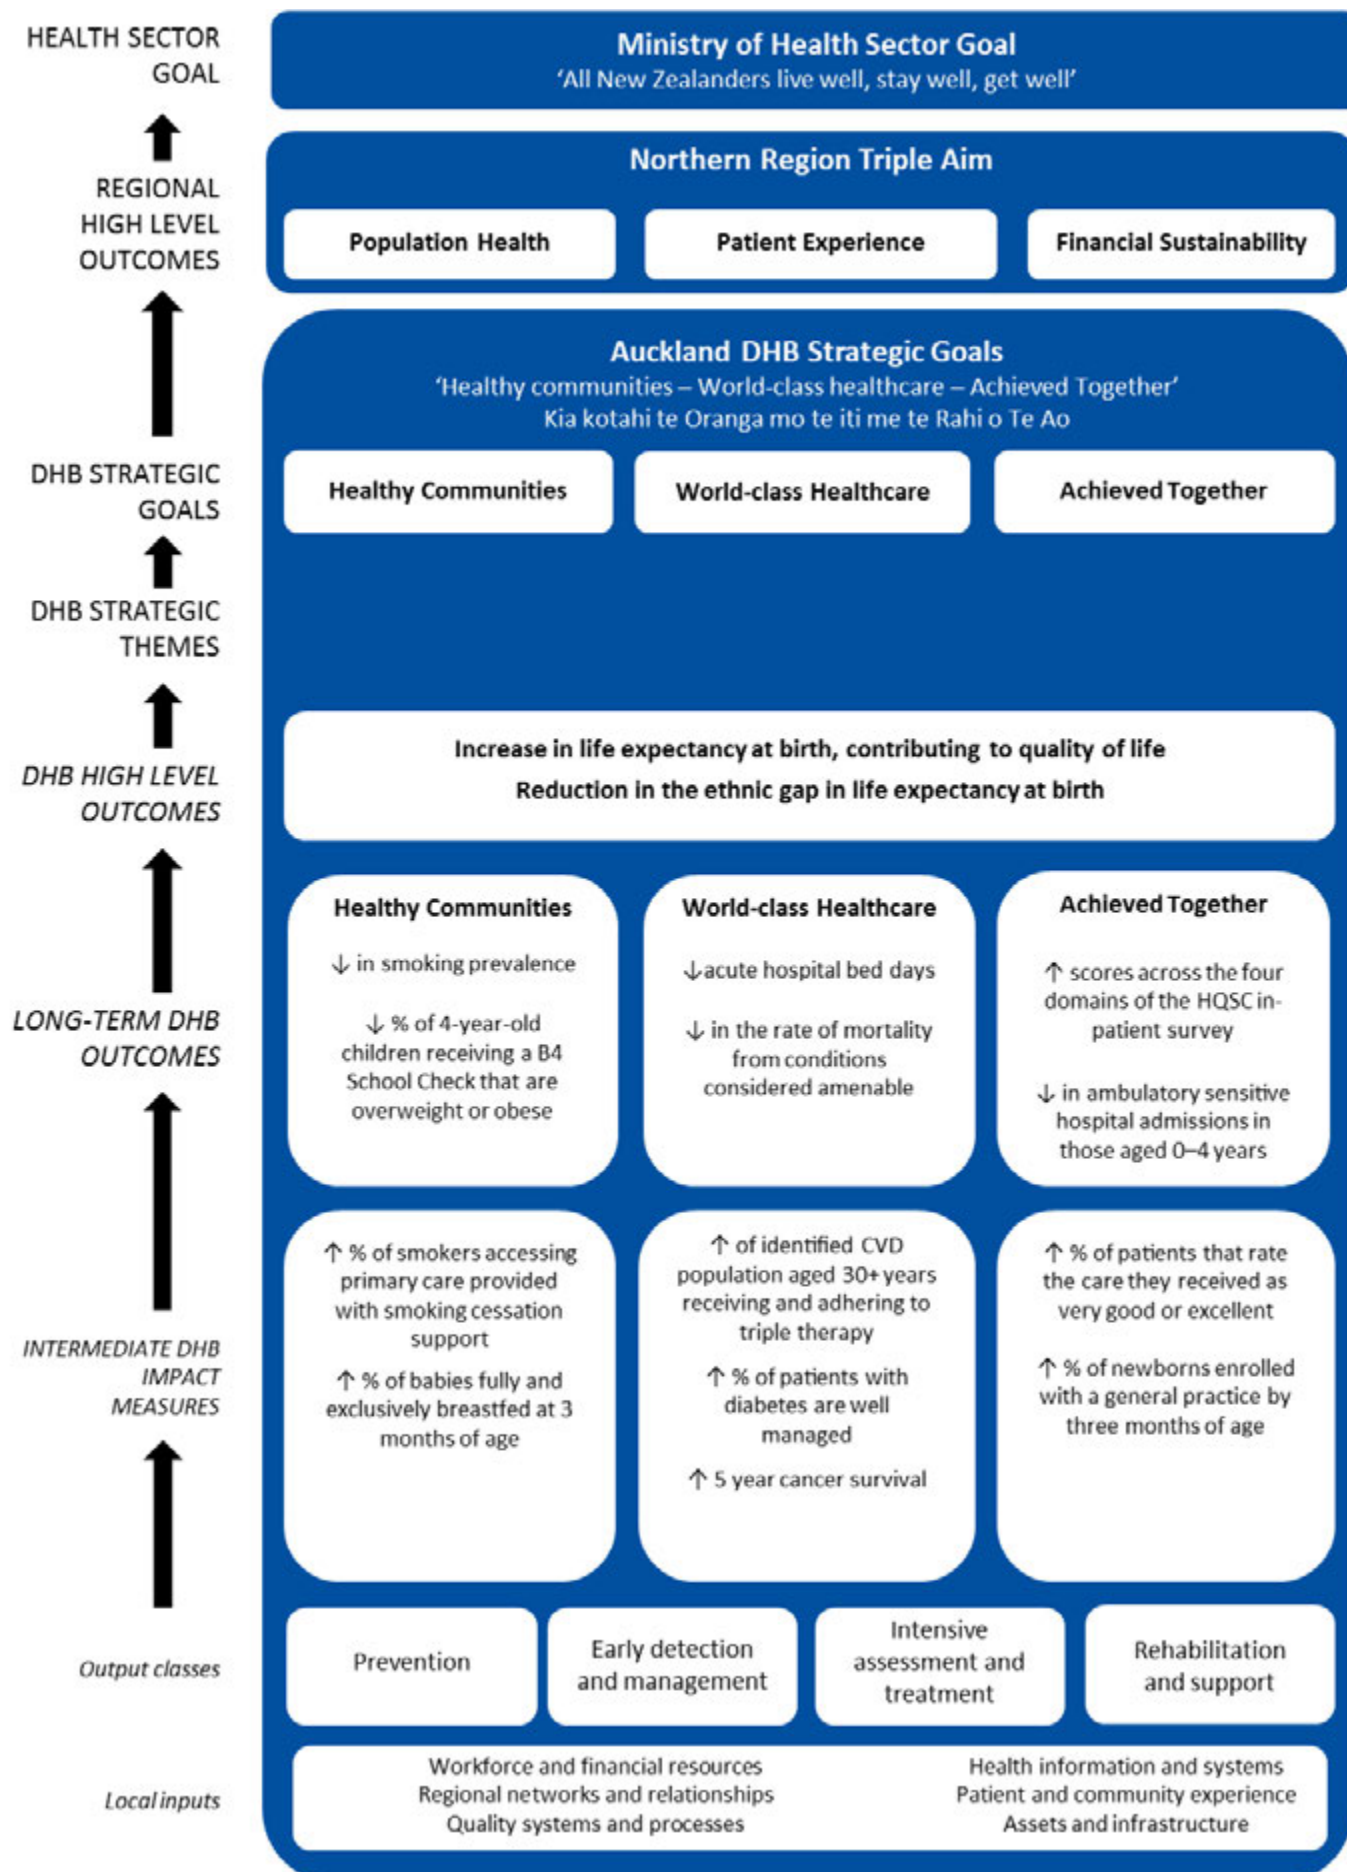 HEALTH SECTOR
GOAL
Ministry of Health Sector Goal
‘All New Zealanders live well, stay well, get well’
REGIONAL
HIGH LEVEL
OUTCOMES
Northern Region Triple Aim
Population Health
Patient Experience
Financial Sustainability
Auckland DHB Strategic Goals
‘Healthy communities – World-class healthcare – Achieved Together’
Kia kotahi te Oranga mo te iti me te Rahi o Te Ao
DHB STRATEGIC
GOALS
Healthy Communities
World-class Healthcare
Achieved Together
DHB STRATEGIC
THEMES
DHB HIGH LEVEL
OUTCOMES
Increase in life expectancy at birth, contributing to quality of life
Reduction in the ethnic gap in life expectancy at birth
LONG-TERM DHB
OUTCOMES
Healthy Communities
↓ in smoking prevalence
↓ % of 4-year-old
children receiving a B4
School Check that are
overweight or obese
World-class Healthcare
↓acute hospital bed days
↓ in the rate of mortality
from conditions
considered amenable
Achieved Together
↑ scores across the four
domains of the HQSC in-
patient survey
↓ in ambulatory sensitive
hospital admissions in
those aged 0–4 years
INTERMEDIATE DHB
IMPACT
MEASURES
↑ % of smokers accessing
primary care provided
with smoking cessation
support
↑ % of babies fully and
exclusively breastfed at 3
months of age
↑ of identified CVD
population aged 30+ years
receiving and adhering to
triple therapy
↑ % of patients with
diabetes are well
managed
↑ 5 year cancer survival
↑ % of patients that rate
the care they received as
very good or excellent
↑ % of newborns enrolled
with a general practice by
three months of age
Output classes
Prevention
Early detection
and management
Intensive
assessment and
treatment
Rehabilitation
and support
Local inputs
Workforce and financial resources
Regional networks and relationships
Quality systems and processes
Health information and systems
Patient and community experience
Assets and infrastructure